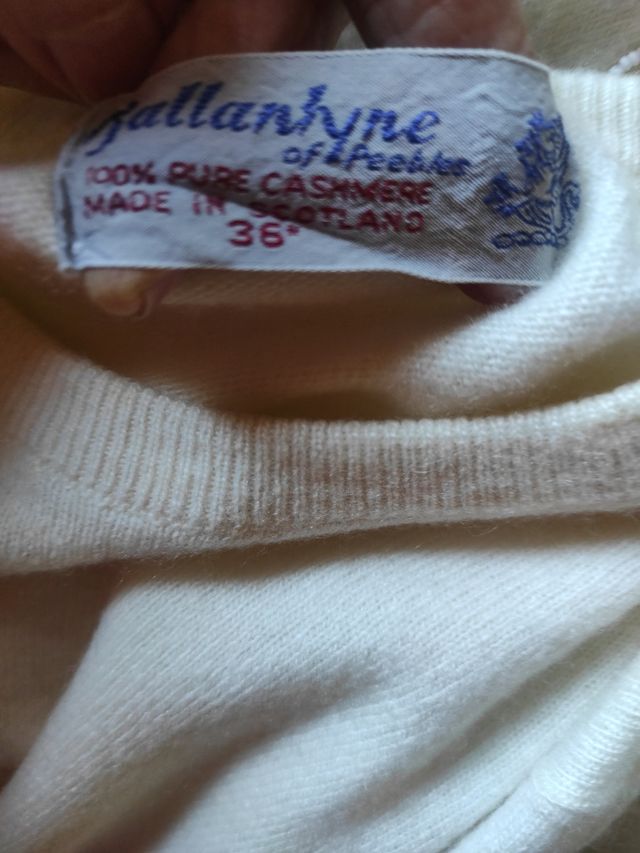 Ballantyne
of Peebles
100% PURE CASHMERE
MADE IN SCOTLAND
36"